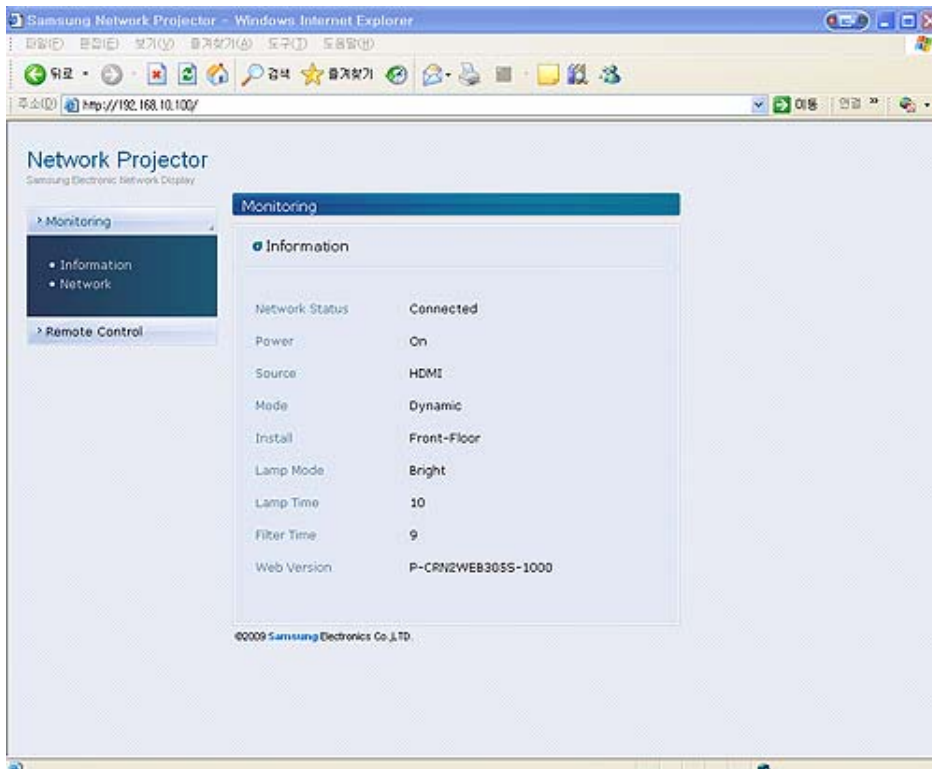 Samsung Network Projector - Windows Internet Explorer
파일(F) 편집(E) 보기(V) 즐겨찾기(A) 도구(T) 도움말(H)
뒤로 검색 즐겨찾기
주소(D) http://192.168.10.100/ 이동 연결 »
Network Projector
Samsung Electronic Network Display
Monitoring
Information
Network
Remote Control
Monitoring
Information
Network Status Connected
Power On
Source HDMI
Mode Dynamic
Install Front-Floor
Lamp Mode Bright
Lamp Time 10
Filter Time 9
Web Version P-CRN2WEB305S-1000
©2009 Samsung Electronics Co.,LTD.